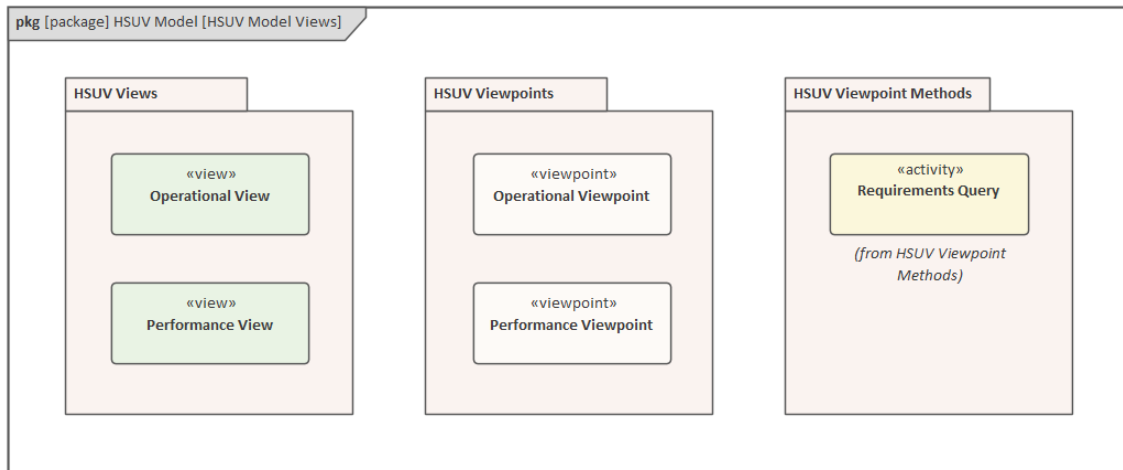 pkg [package] HSUV Model [HSUV Model Views]
HSUV Views
«view»
Operational View
«view»
Performance View
HSUV Viewpoints
«viewpoint»
Operational Viewpoint
«viewpoint»
Performance Viewpoint
HSUV Viewpoint Methods
«activity»
Requirements Query
(from HSUV Viewpoint
Methods)